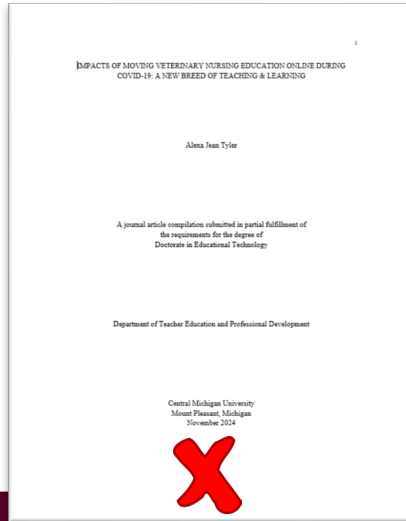 1
IMPACTS OF MOVING VETERINARY NURSING EDUCATION ONLINE DURING
COVID-19: A NEW BREED OF TEACHING & LEARNING
Alexa Jean Tyler
A journal article compilation submitted in partial fulfillment of
the requirements for the degree of
Doctorate in Educational Technology
Department of Teacher Education and Professional Development
Central Michigan University
Mount Pleasant, Michigan
November 2024